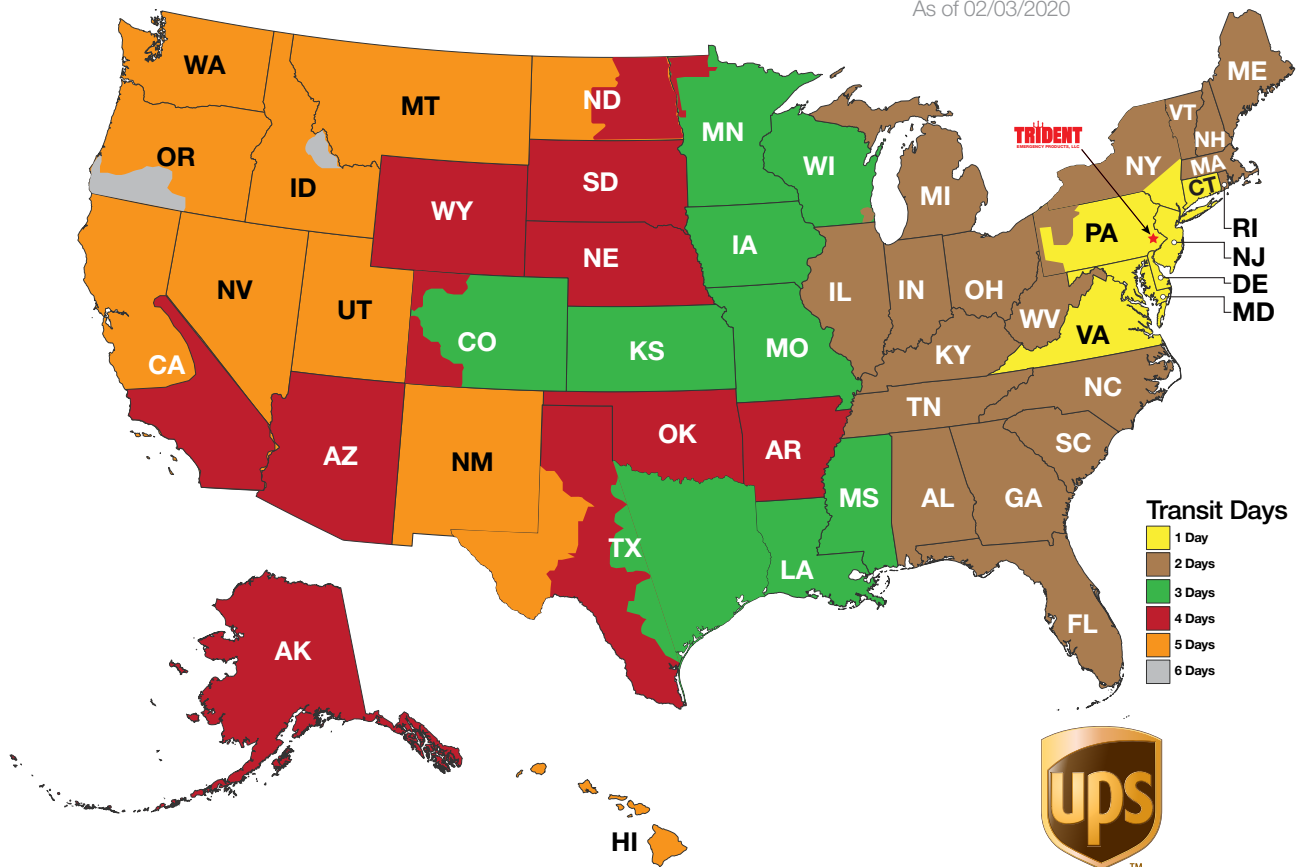 As of 02/03/2020
WA
MT
ND
MN
ME
VT
NH
TRIDENT
EMERGENCY PRODUCTS, LLC
OR
ID
WY
SD
WI
MI
NY
MA
CT
RI
NJ
DE
MD
PA
NV
UT
CO
NE
IA
IL
IN
OH
WV
VA
CA
KS
MO
KY
NC
TN
AZ
NM
OK
AR
SC
MS
AL
GA
TX
LA
FL
AK
HI
Transit Days
1 Day
2 Days
3 Days
4 Days
5 Days
6 Days
ups
TM